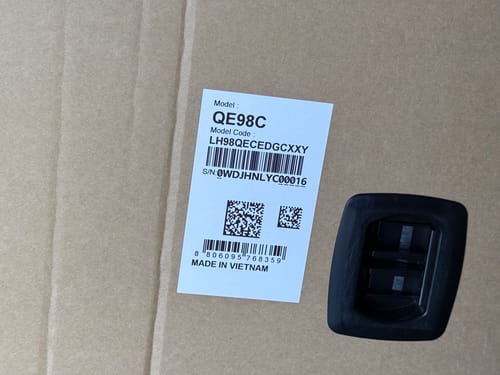 Model :
QE98C
Model Code :
LH98QECEDGCXXY
S/N:0WDJHNLYC00016
8 806095 768359
MADE IN VIETNAM